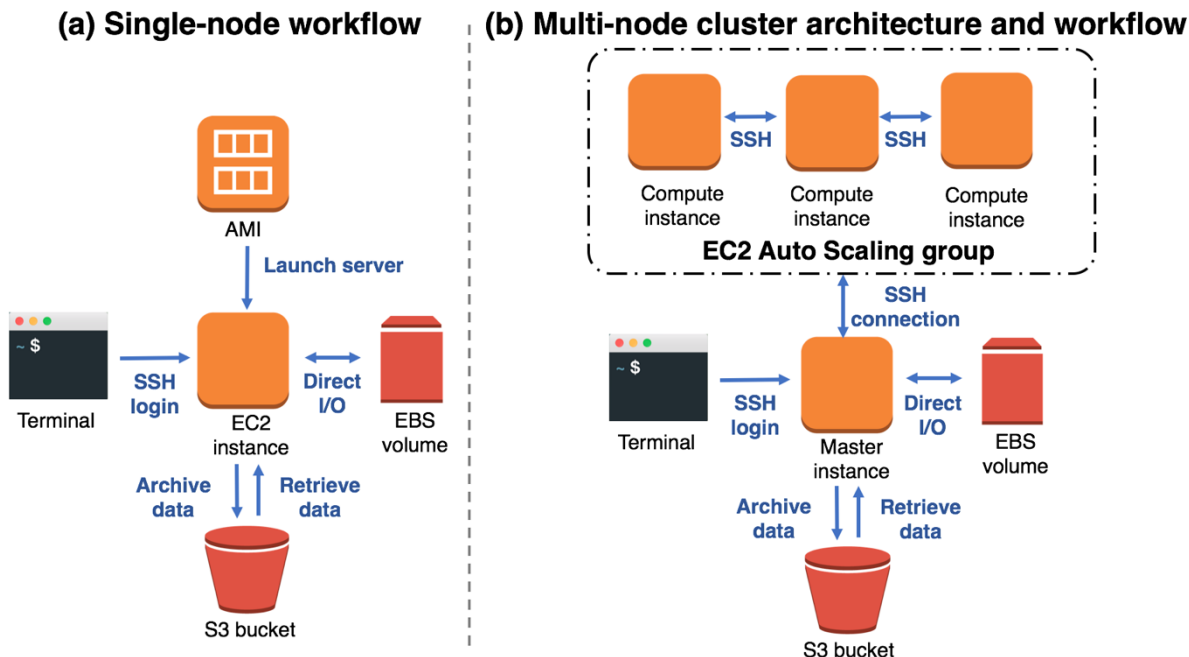 (a) Single-node workflow
AMI
Launch server
~ $
Terminal
SSH
login
EC2
instance
Direct
I/O
EBS
volume
Archive
data
Retrieve
data
S3 bucket
(b) Multi-node cluster architecture and workflow
SSH
SSH
Compute
instance
Compute
instance
Compute
instance
EC2 Auto Scaling group
SSH
connection
~ $
Terminal
SSH
login
Master
instance
Direct
I/O
EBS
volume
Archive
data
Retrieve
data
S3 bucket